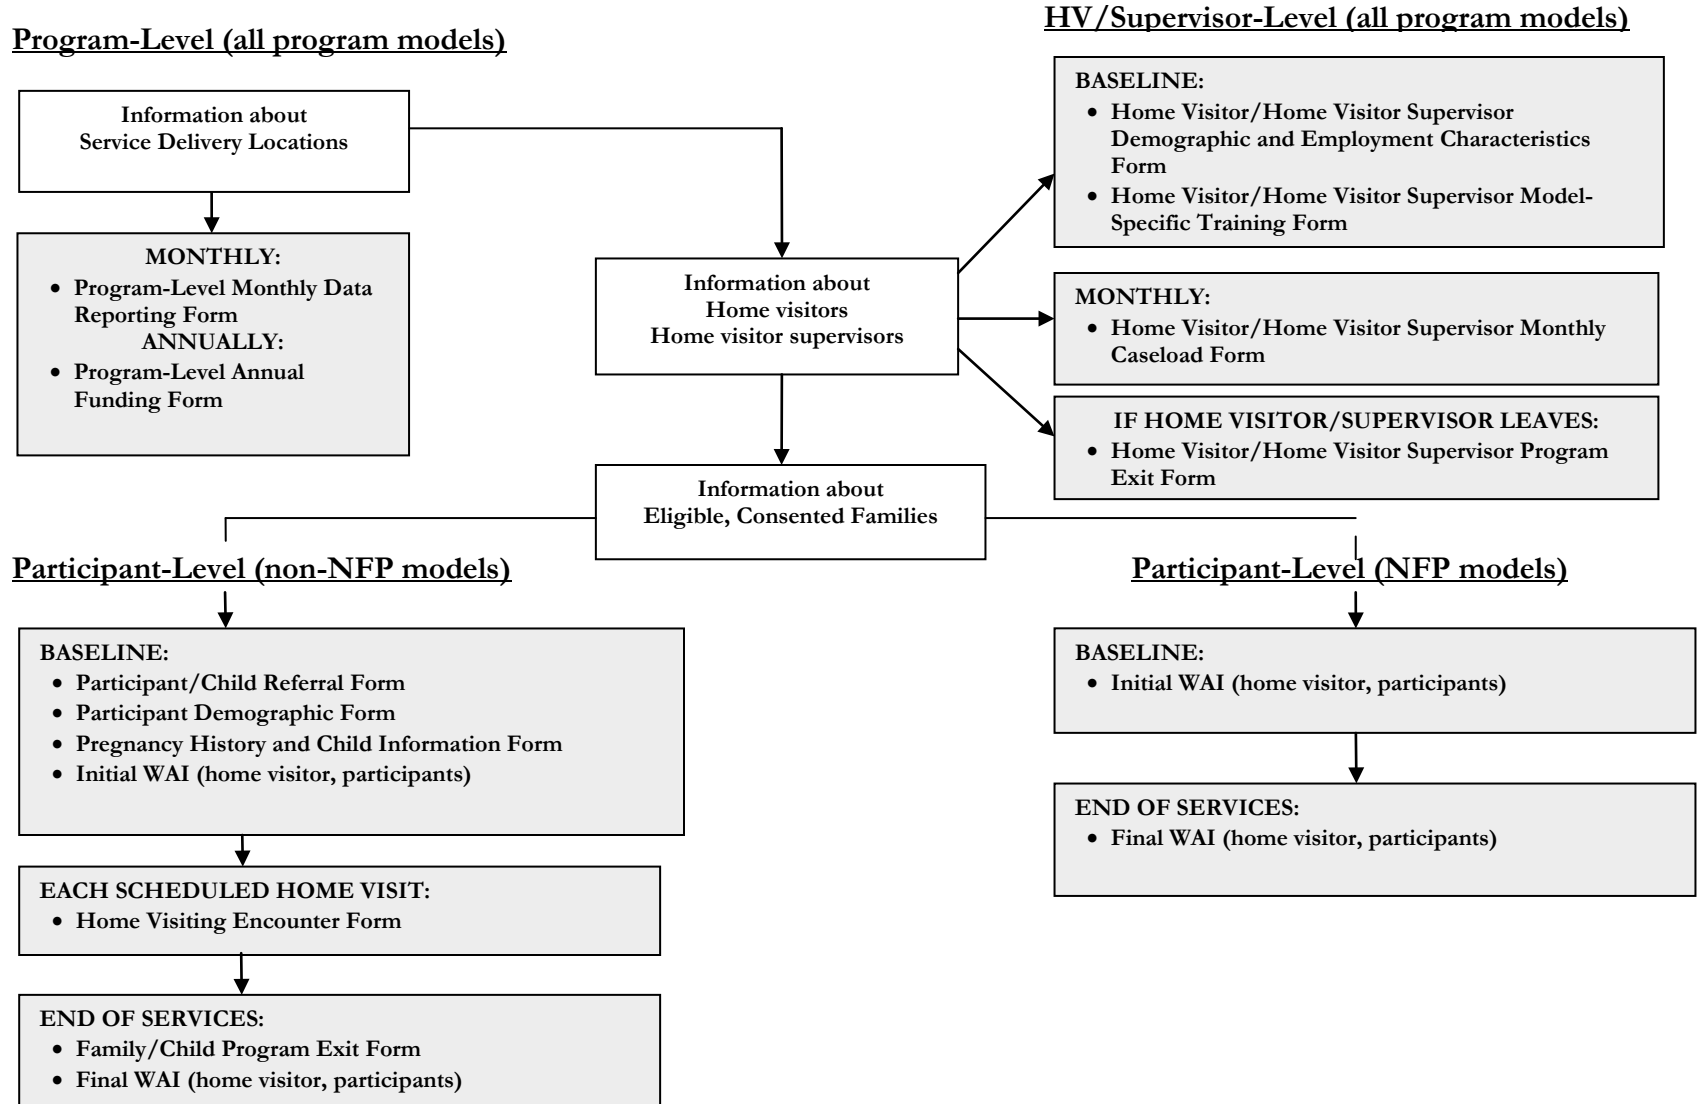 Program-Level (all program models)
HV/Supervisor-Level (all program models)
Information about
Service Delivery Locations
MONTHLY:
• Program-Level Monthly Data
Reporting Form
ANNUALLY:
• Program-Level Annual
Funding Form
Information about
Home visitors
Home visitor supervisors
BASELINE:
• Home Visitor/Home Visitor Supervisor
Demographic and Employment Characteristics
Form
• Home Visitor/Home Visitor Supervisor Model-
Specific Training Form
MONTHLY:
• Home Visitor/Home Visitor Supervisor Monthly
Caseload Form
IF HOME VISITOR/SUPERVISOR LEAVES:
• Home Visitor/Home Visitor Supervisor Program
Exit Form
Information about
Eligible, Consented Families
Participant-Level (non-NFP models)
BASELINE:
• Participant/Child Referral Form
• Participant Demographic Form
• Pregnancy History and Child Information Form
• Initial WAI (home visitor, participants)
EACH SCHEDULED HOME VISIT:
• Home Visiting Encounter Form
END OF SERVICES:
• Family/Child Program Exit Form
• Final WAI (home visitor, participants)
Participant-Level (NFP models)
BASELINE:
• Initial WAI (home visitor, participants)
END OF SERVICES:
• Final WAI (home visitor, participants)